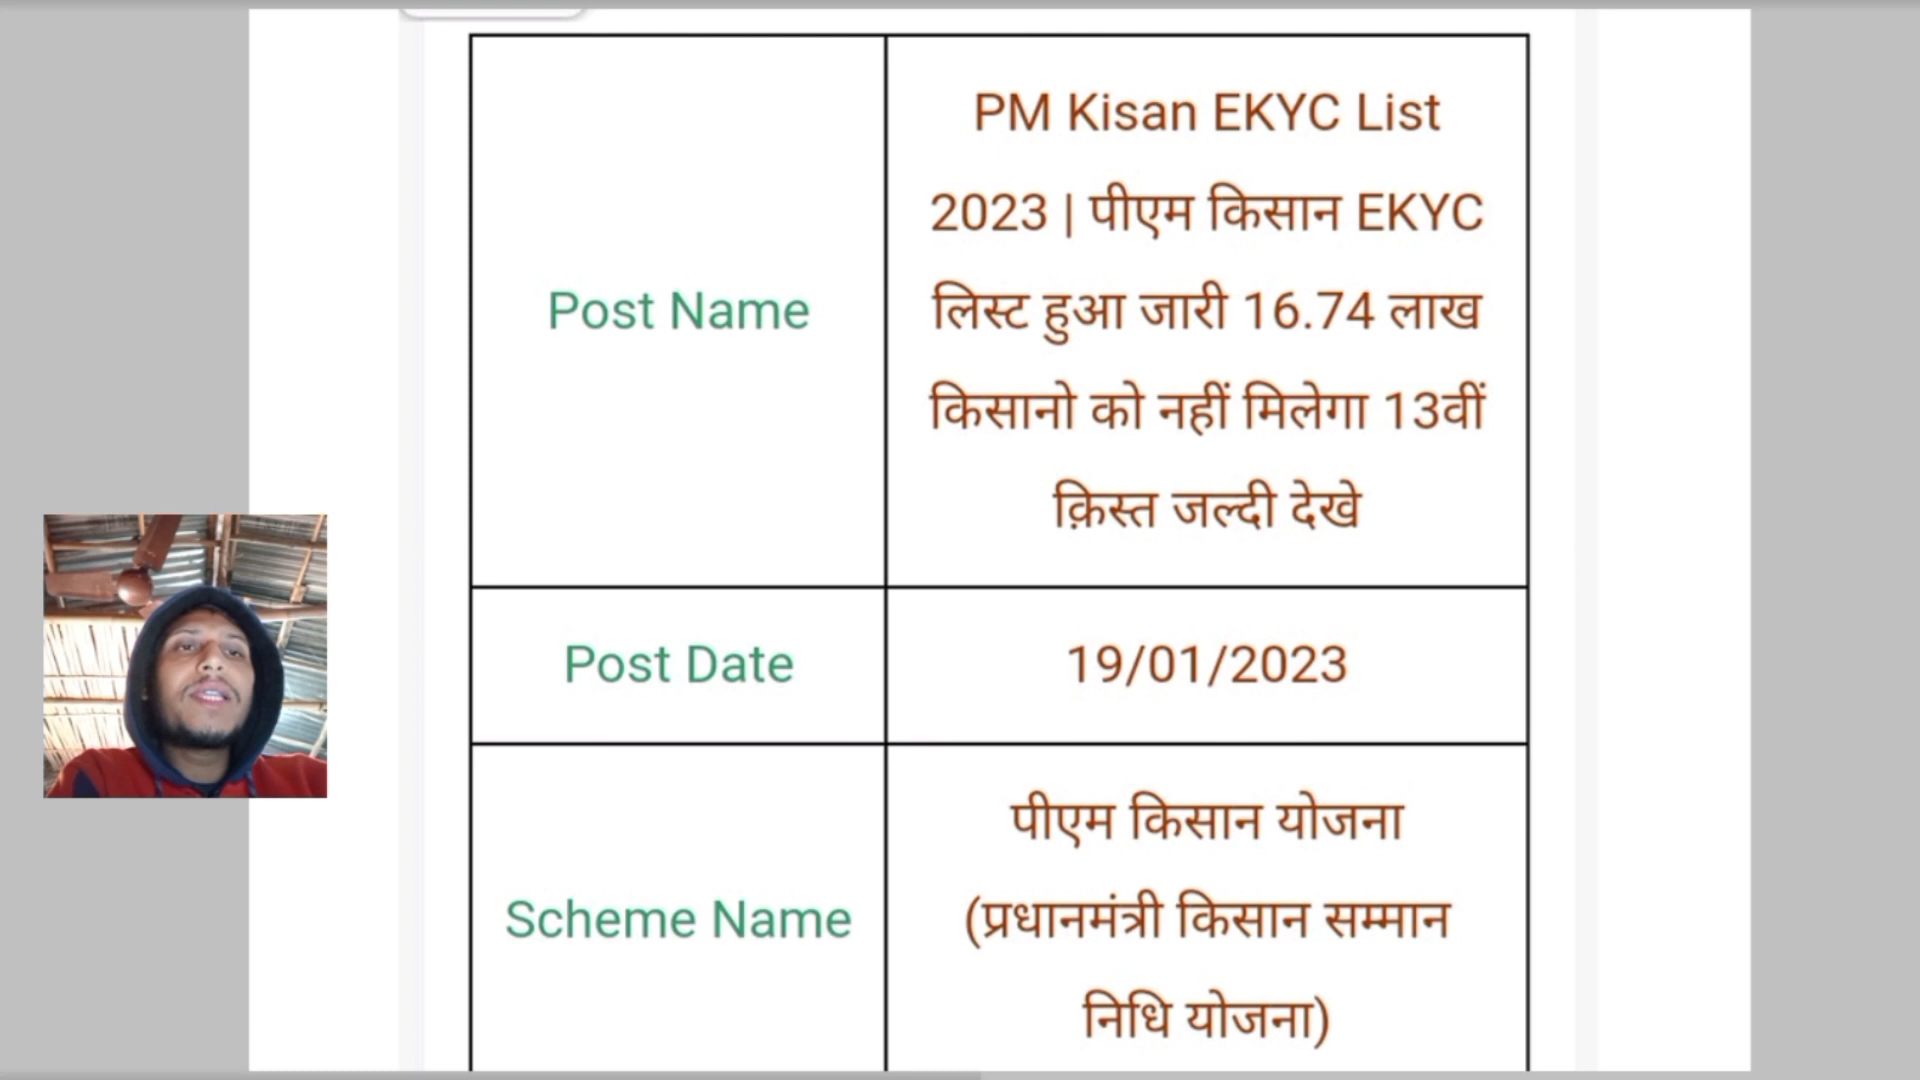 Post Name
PM Kisan EKYC List
2023 | पीएम किसान EKYC
लिस्ट हुआ जारी 16.74 लाख
किसानो को नहीं मिलेगा 13वीं
क़िस्त जल्दी देखे
Post Date
19/01/2023
Scheme Name
पीएम किसान योजना
(प्रधानमंत्री किसान सम्मान
निधि योजना)